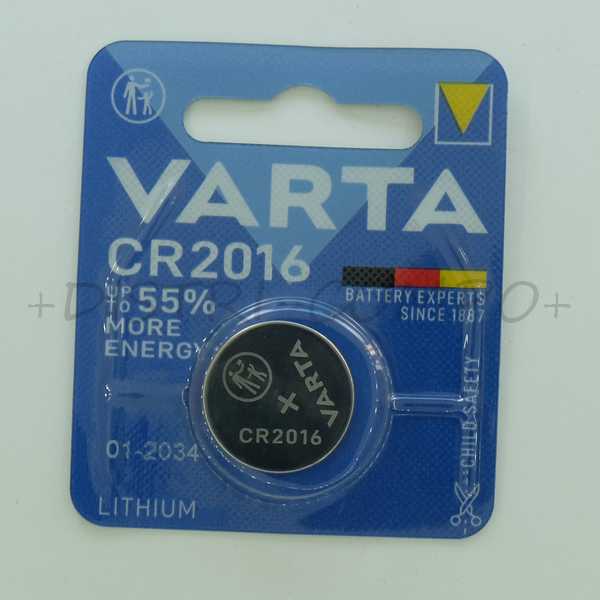 VARTA
CR2016
UP TO 55%
MORE
ENERGY
BATTERY EXPERTS
SINCE 1887
VARTA
+
CR2016
01-2034
LITHIUM
CHILD SAFETY